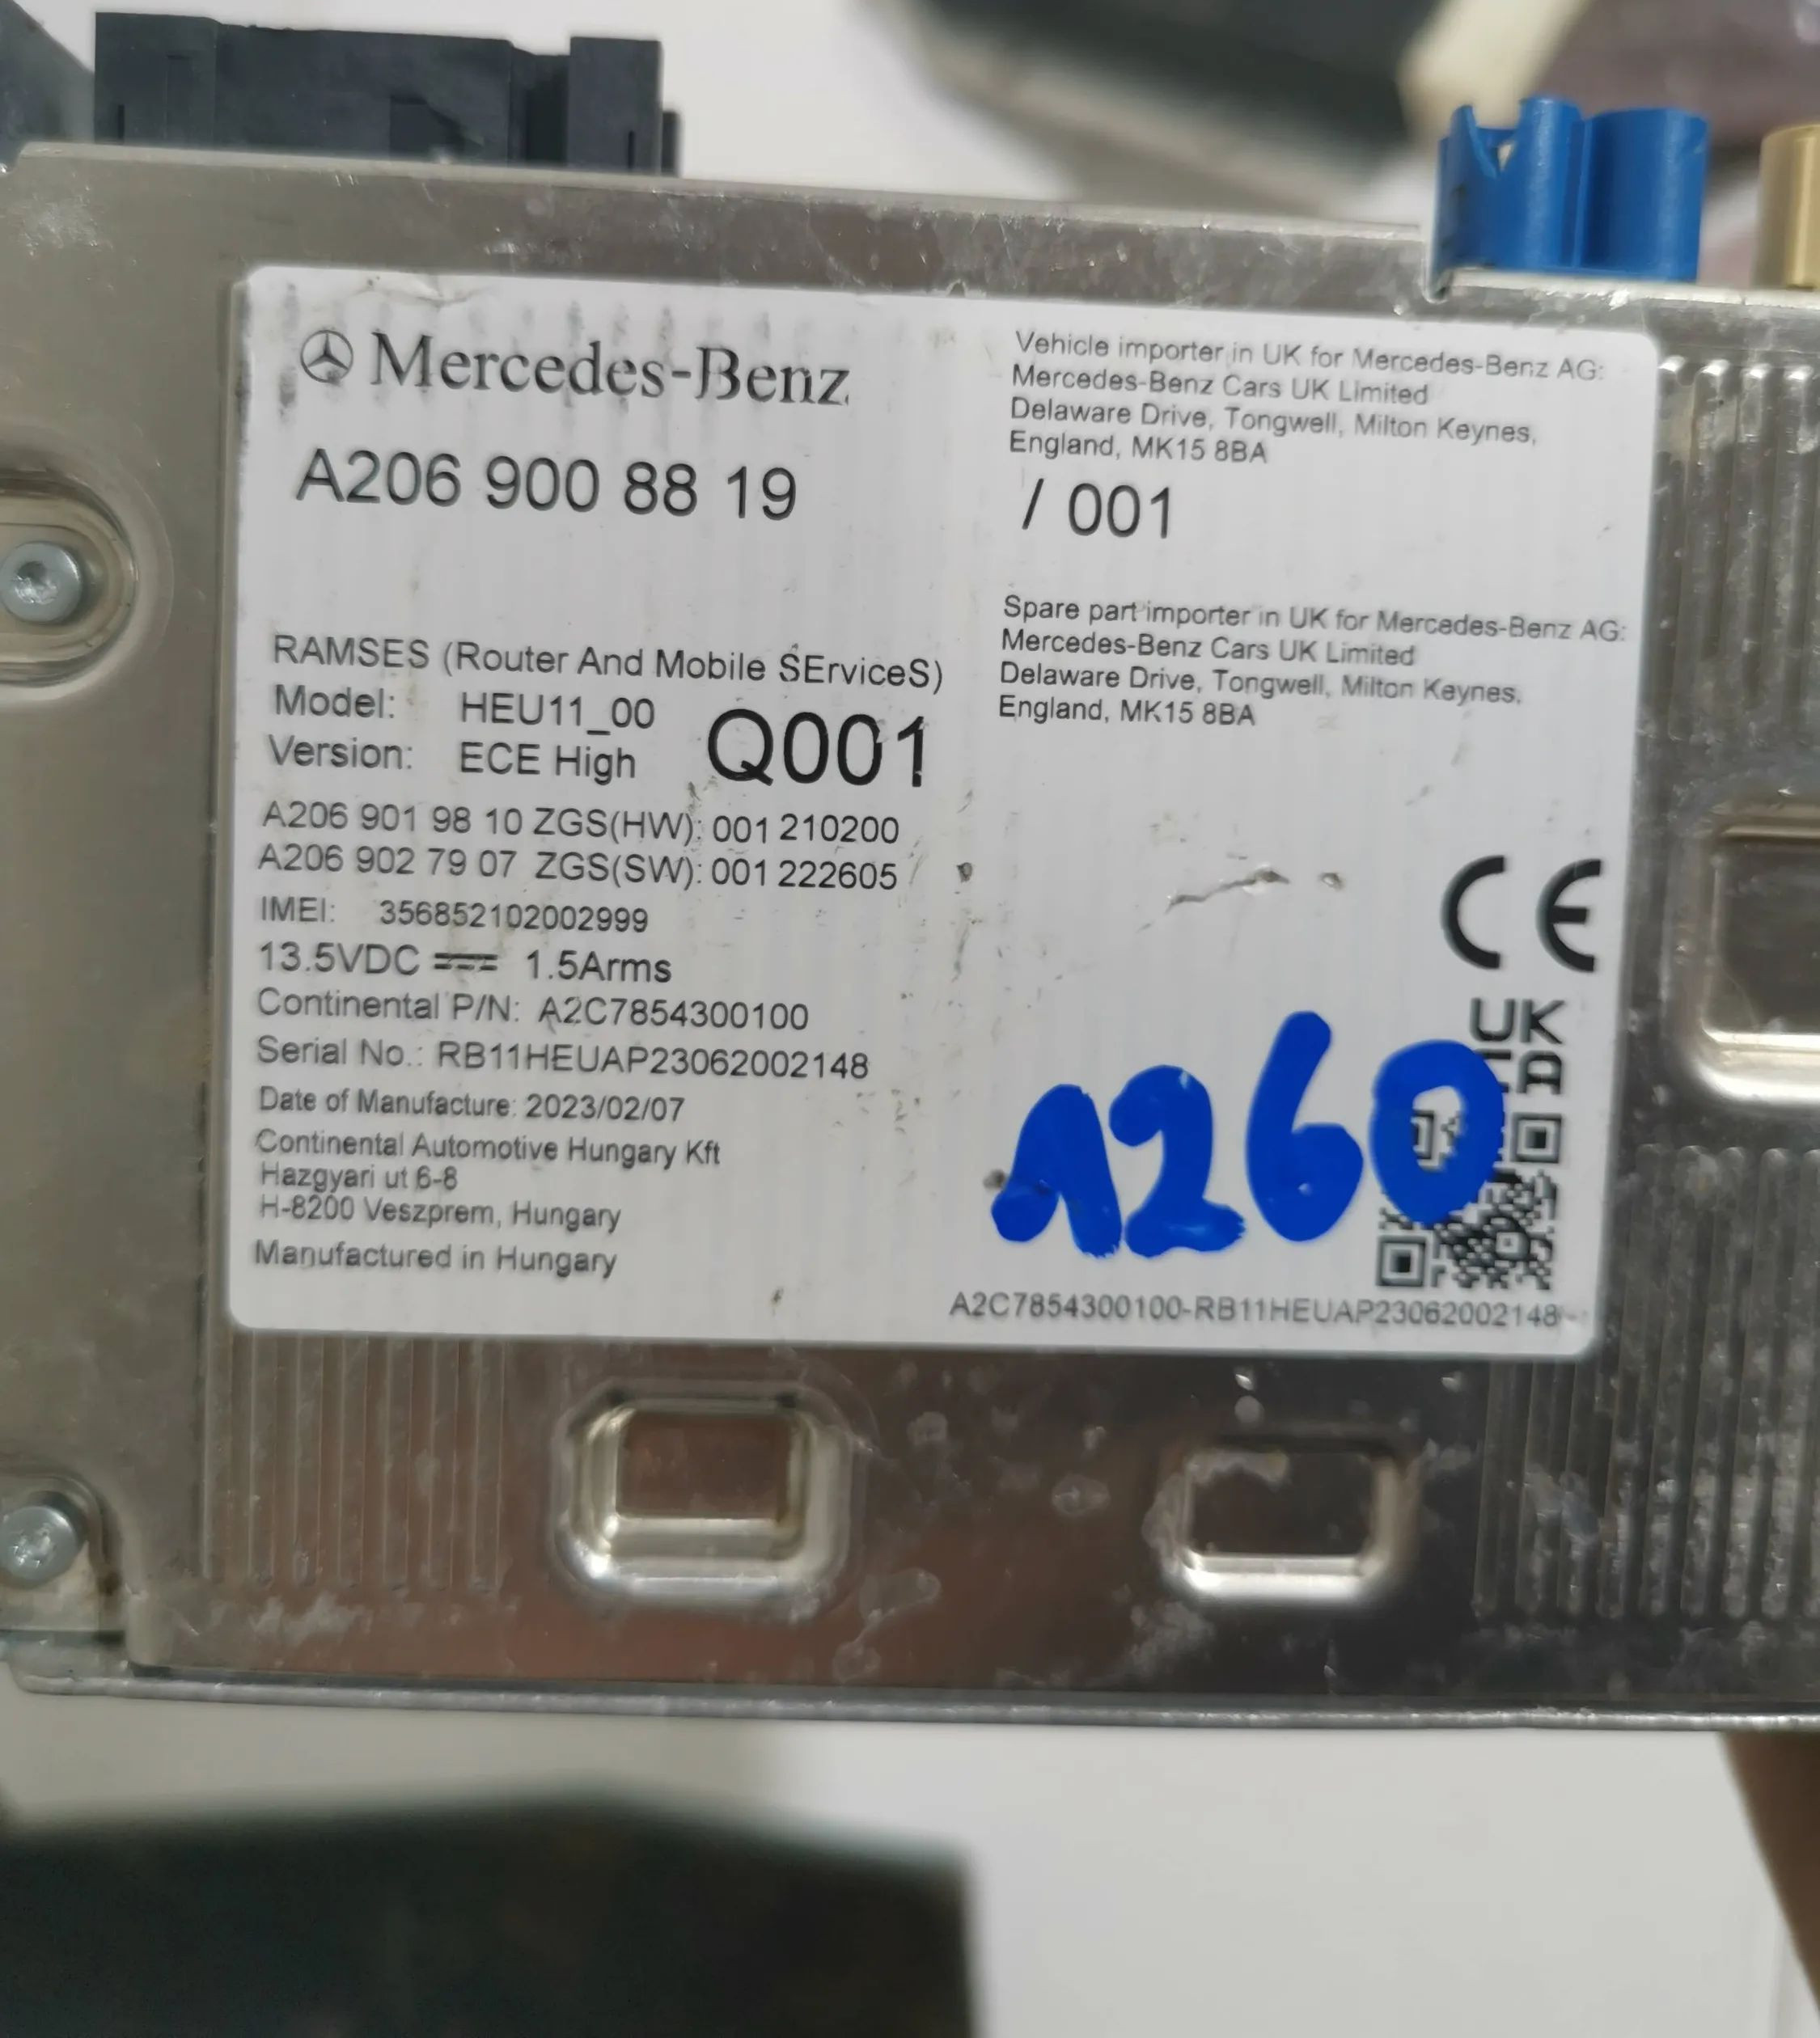 Mercedes-Benz
A206 900 88 19
/ 001
Vehicle importer in UK for Mercedes-Benz AG:
Mercedes-Benz Cars UK Limited
Delaware Drive, Tongwell, Milton Keynes,
England, MK15 8BA
RAMSES (Router And Mobile SErviceS)
Model: HEU11_00
Version: ECE High
Q001
A206 901 98 10 ZGS(HW): 001 210200
A206 902 79 07 ZGS(SW): 001 222605
IMEI: 356852102002999
13.5VDC 1.5Arms
Continental P/N: A2C7854300100
Serial No.: RB11HEUAP23062002148
Date of Manufacture: 2023/02/07
Continental Automotive Hungary Kft
Hazgyari ut 6-8
H-8200 Veszprem, Hungary
Manufactured in Hungary
Spare part importer in UK for Mercedes-Benz AG:
Mercedes-Benz Cars UK Limited
Delaware Drive, Tongwell, Milton Keynes,
England, MK15 8BA
CE
UK
CA
1260
A2C7854300100-RB11HEUAP23062002148